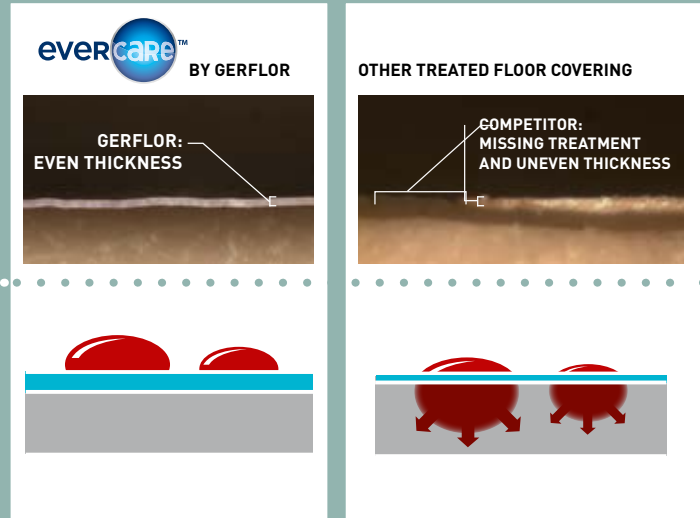 evercare™
BY GERFLOR
OTHER TREATED FLOOR COVERING
GERFLOR:
EVEN THICKNESS
COMPETITOR:
MISSING TREATMENT
AND UNEVEN THICKNESS